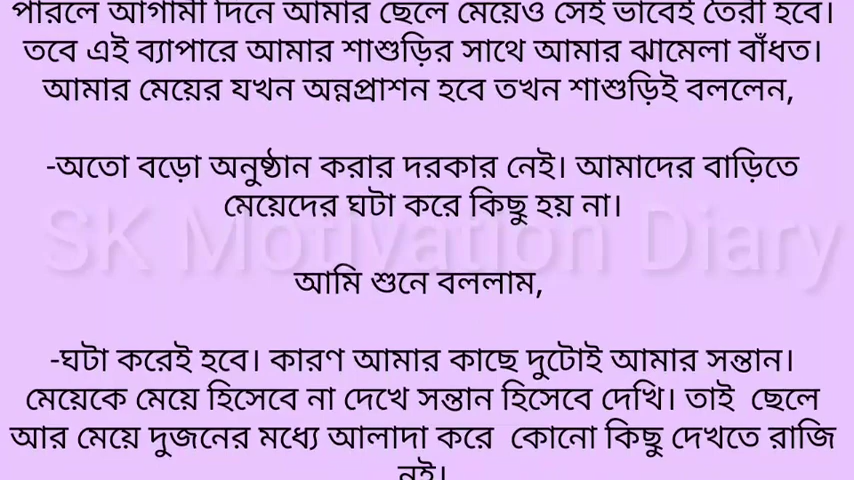 পারলে আগামী দিনে আমার ছেলে মেয়েও সেই ভাবেই তৈরী হবে।
তবে এই ব্যাপারে আমার শাশুড়ির সাথে আমার ঝামেলা বাঁধত।
আমার মেয়ের যখন অন্নপ্রাশন হবে তখন শাশুড়িই বললেন,
-অতো বড়ো অনুষ্ঠান করার দরকার নেই। আমাদের বাড়িতে
মেয়েদের ঘটা করে কিছু হয় না।
SK Motivation Diary
আমি শুনে বললাম,
-ঘটা করেই হবে। কারণ আমার কাছে দুটোই আমার সন্তান।
মেয়েকে মেয়ে হিসেবে না দেখে সন্তান হিসেবে দেখি। তাই ছেলে
আর মেয়ে দুজনের মধ্যে আলাদা করে কোনো কিছু দেখতে রাজি
নই।